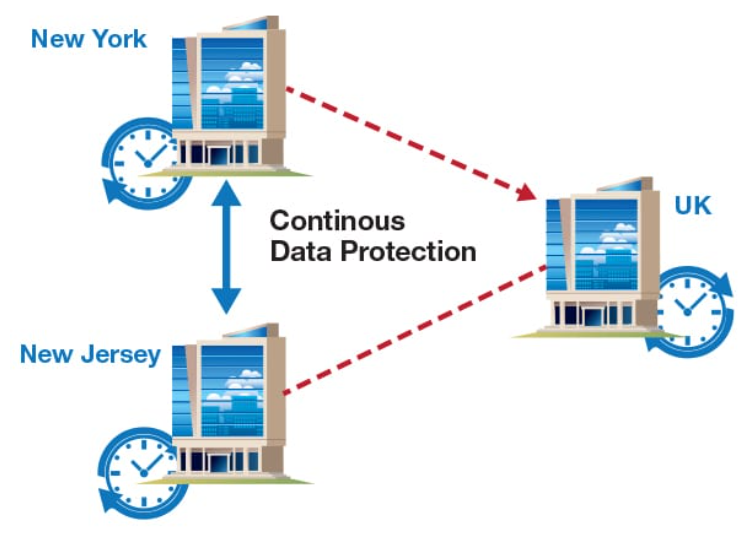 New York
UK
Continous
Data Protection
New Jersey